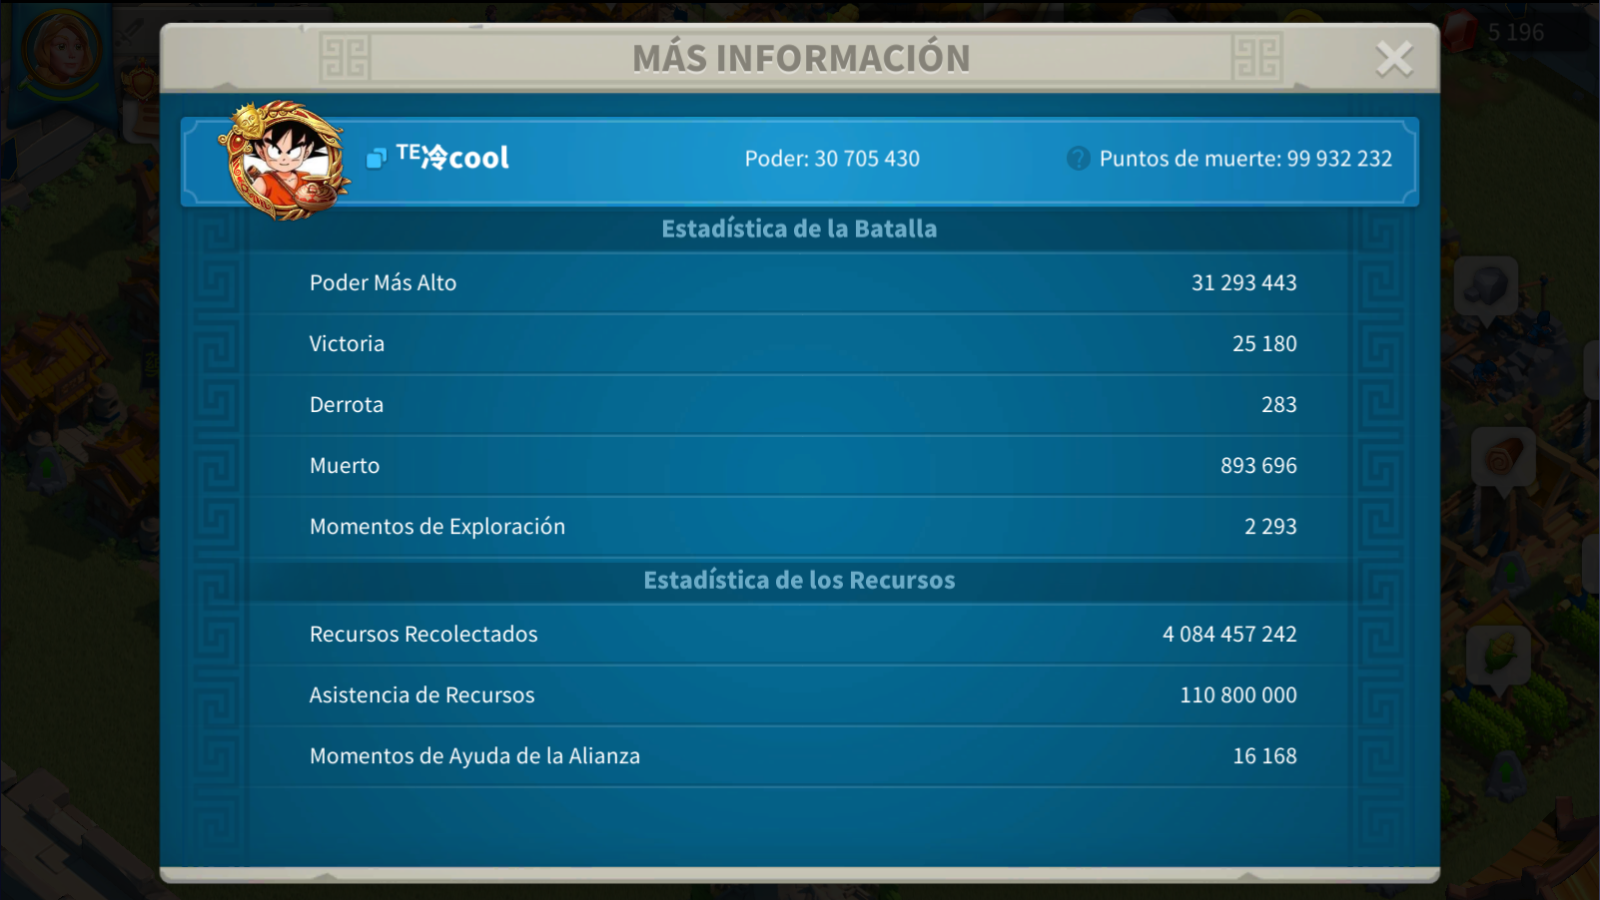 5 196
MÁS INFORMACIÓN
ᵀᴱ冷cool
Poder: 30 705 430
? Puntos de muerte: 99 932 232
Estadística de la Batalla
Poder Más Alto 31 293 443
Victoria 25 180
Derrota 283
Muerto 893 696
Momentos de Exploración 2 293
Estadística de los Recursos
Recursos Recolectados 4 084 457 242
Asistencia de Recursos 110 800 000
Momentos de Ayuda de la Alianza 16 168